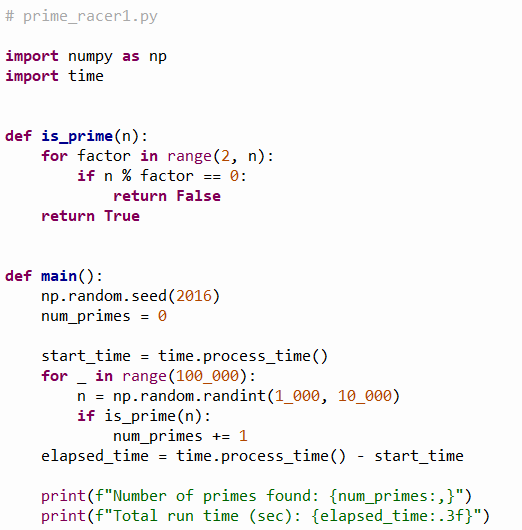 # prime_racer1.py
import numpy as np
import time
def is_prime(n):
    for factor in range(2, n):
        if n % factor == 0:
            return False
    return True
def main():
    np.random.seed(2016)
    num_primes = 0
    start_time = time.process_time()
    for _ in range(100_000):
        n = np.random.randint(1_000, 10_000)
        if is_prime(n):
            num_primes += 1
    elapsed_time = time.process_time() - start_time
    print(f"Number of primes found: {num_primes:,}")
    print(f"Total run time (sec): {elapsed_time:.3f}")